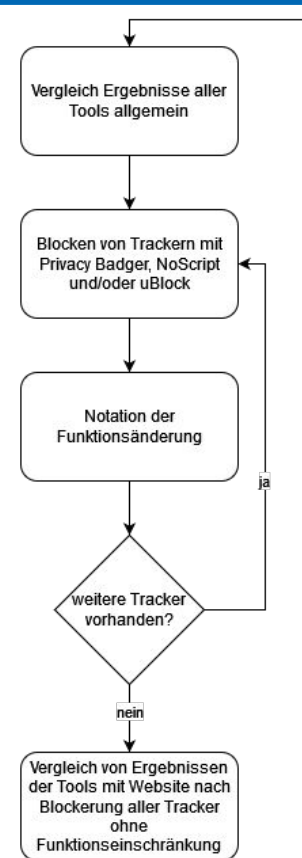 Vergleich Ergebnisse aller
Tools allgemein
Blocken von Trackern mit
Privacy Badger, NoScript
und/oder uBlock
Notation der
Funktionsänderung
ja
weitere Tracker
vorhanden?
nein
Vergleich von Ergebnissen
der Tools mit Website nach
Blockerung aller Tracker
ohne
Funktionseinschränkung